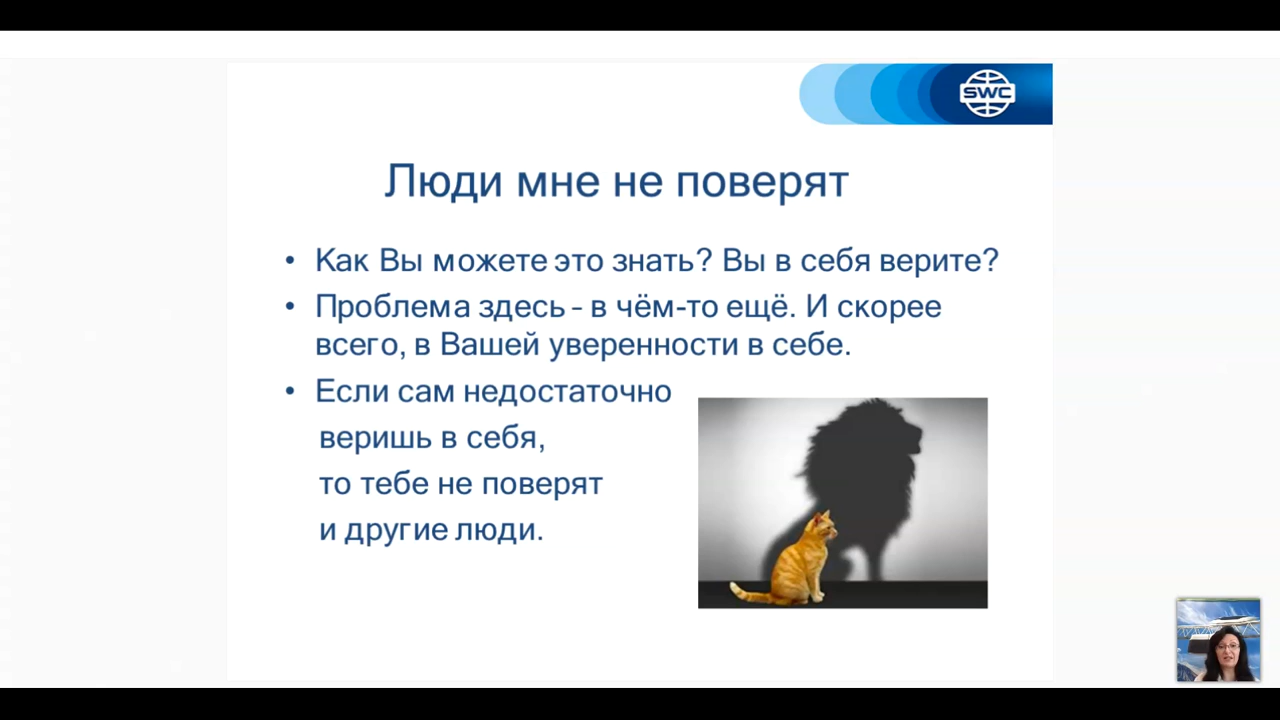 SWC
Люди мне не поверят
• Как Вы можете это знать? Вы в себя верите?
• Проблема здесь – в чём-то ещё. И скорее
всего, в Вашей уверенности в себе.
• Если сам недостаточно
веришь в себя,
то тебе не поверят
и другие люди.